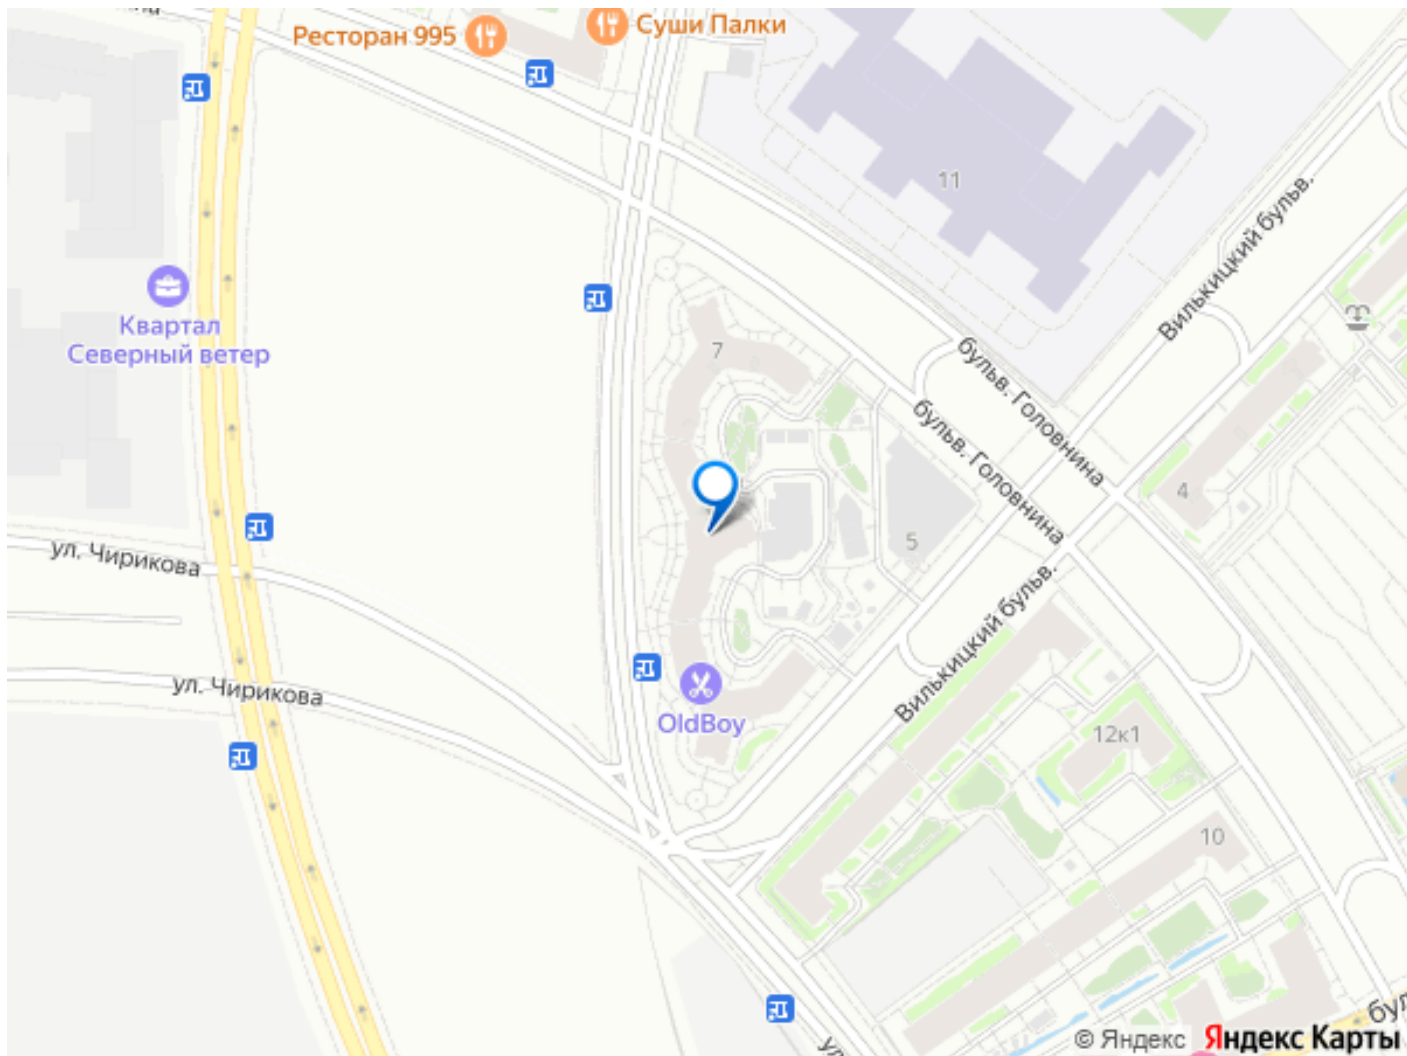 Ресторан 995
Суши Палки
11
Вилькицкий бульв.
Квартал
Северный ветер
7
бульв. Головнина
бульв. Головнина
4
5
ул. Чирикова
Вилькицкий бульв.
ул. Чирикова
OldBoy
12к1
10
© Яндекс
Яндекс Карты